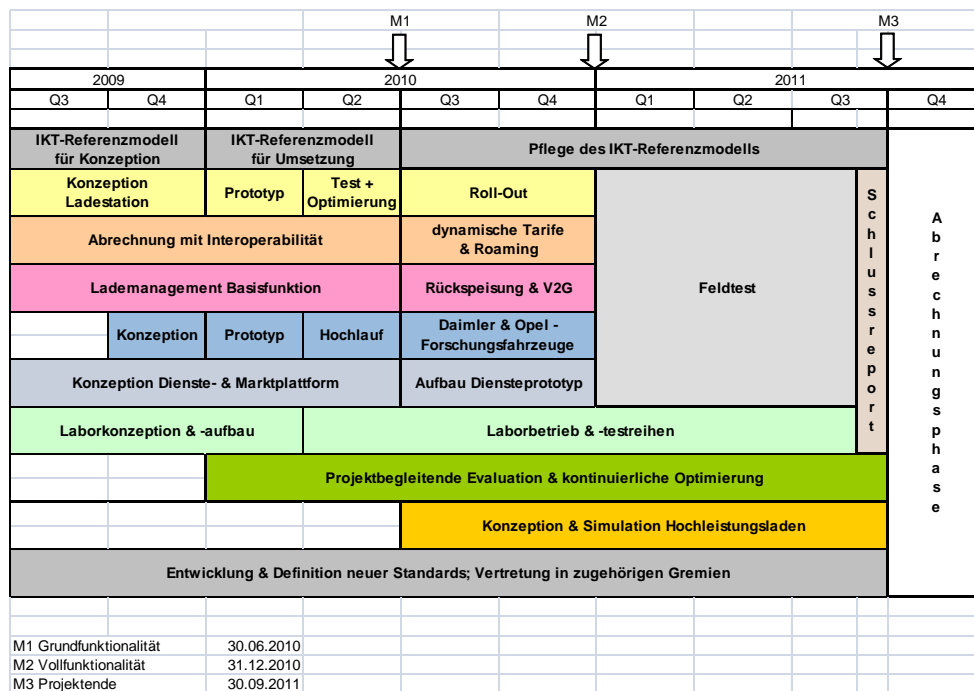 M1 M2 M3
2009 2010 2011
Q3 Q4 Q1 Q2 Q3 Q4 Q1 Q2 Q3 Q4
IKT-Referenzmodell
für Konzeption
IKT-Referenzmodell
für Umsetzung
Pflege des IKT-Referenzmodells
Konzeption
Ladestation
Prototyp
Test +
Optimierung
Roll-Out
Abrechnung mit Interoperabilität
dynamische Tarife
& Roaming
Lademanagement Basisfunktion
Rückspeisung & V2G
Feldtest
Konzeption
Prototyp
Hochlauf
Daimler & Opel -
Forschungsfahrzeuge
Konzeption Dienste- & Marktplattform
Aufbau Diensteprototyp
Schlussreport
Abrechnungsphase
Laborkonzeption & -aufbau
Laborbetrieb & -testreihen
Projektbegleitende Evaluation & kontinuierliche Optimierung
Konzeption & Simulation Hochleistungsladen
Entwicklung & Definition neuer Standards; Vertretung in zugehörigen Gremien
M1 Grundfunktionalität 30.06.2010
M2 Vollfunktionalität 31.12.2010
M3 Projektende 30.09.2011